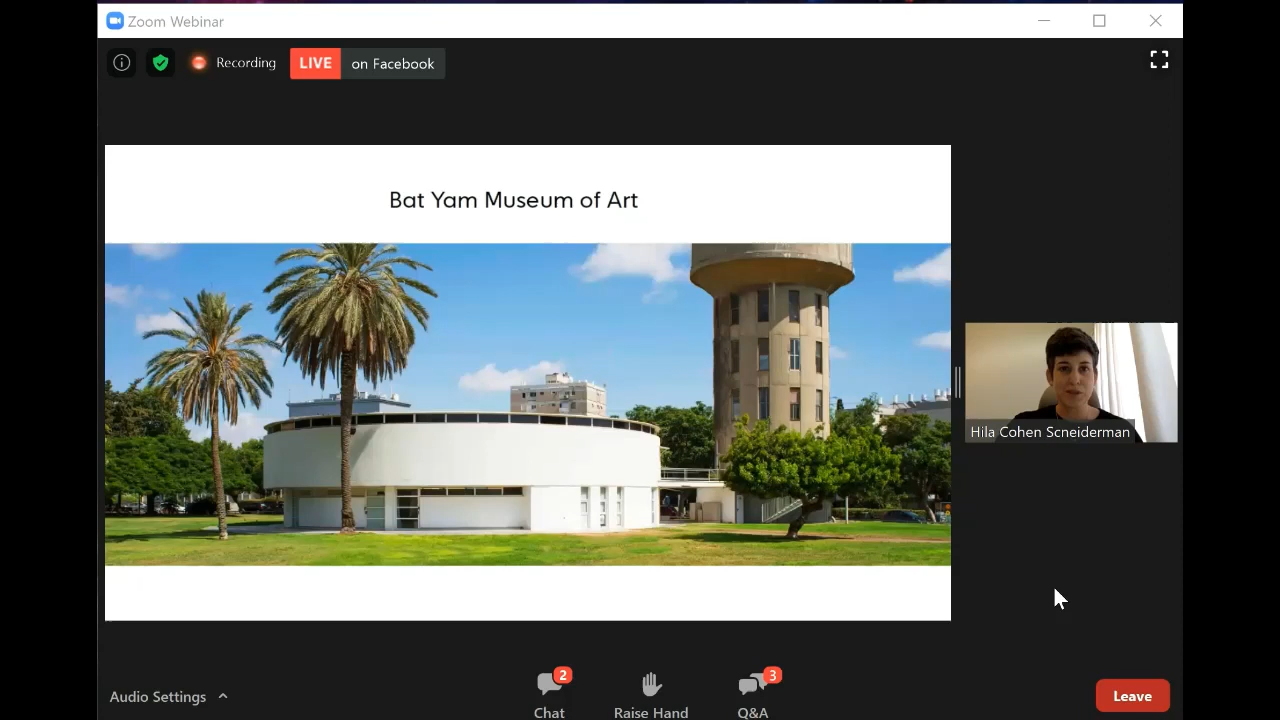 Zoom Webinar
Recording
LIVE on Facebook
Bat Yam Museum of Art
Hila Cohen Scneiderman
Audio Settings
2
Chat
Raise Hand
3
Q&A
Leave